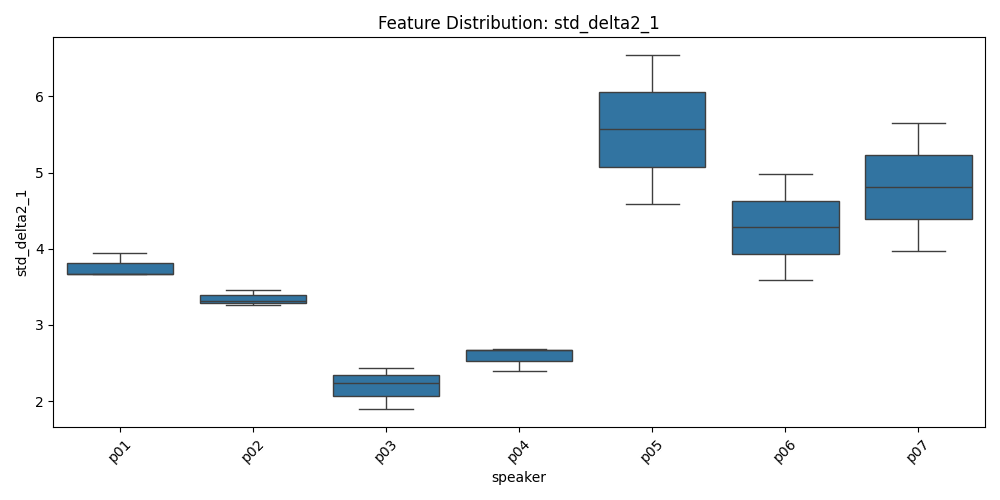 Feature Distribution: std_delta2_1
std_delta2_1
6
5
4
3
2
p01
p02
p03
p04
p05
p06
p07
speaker